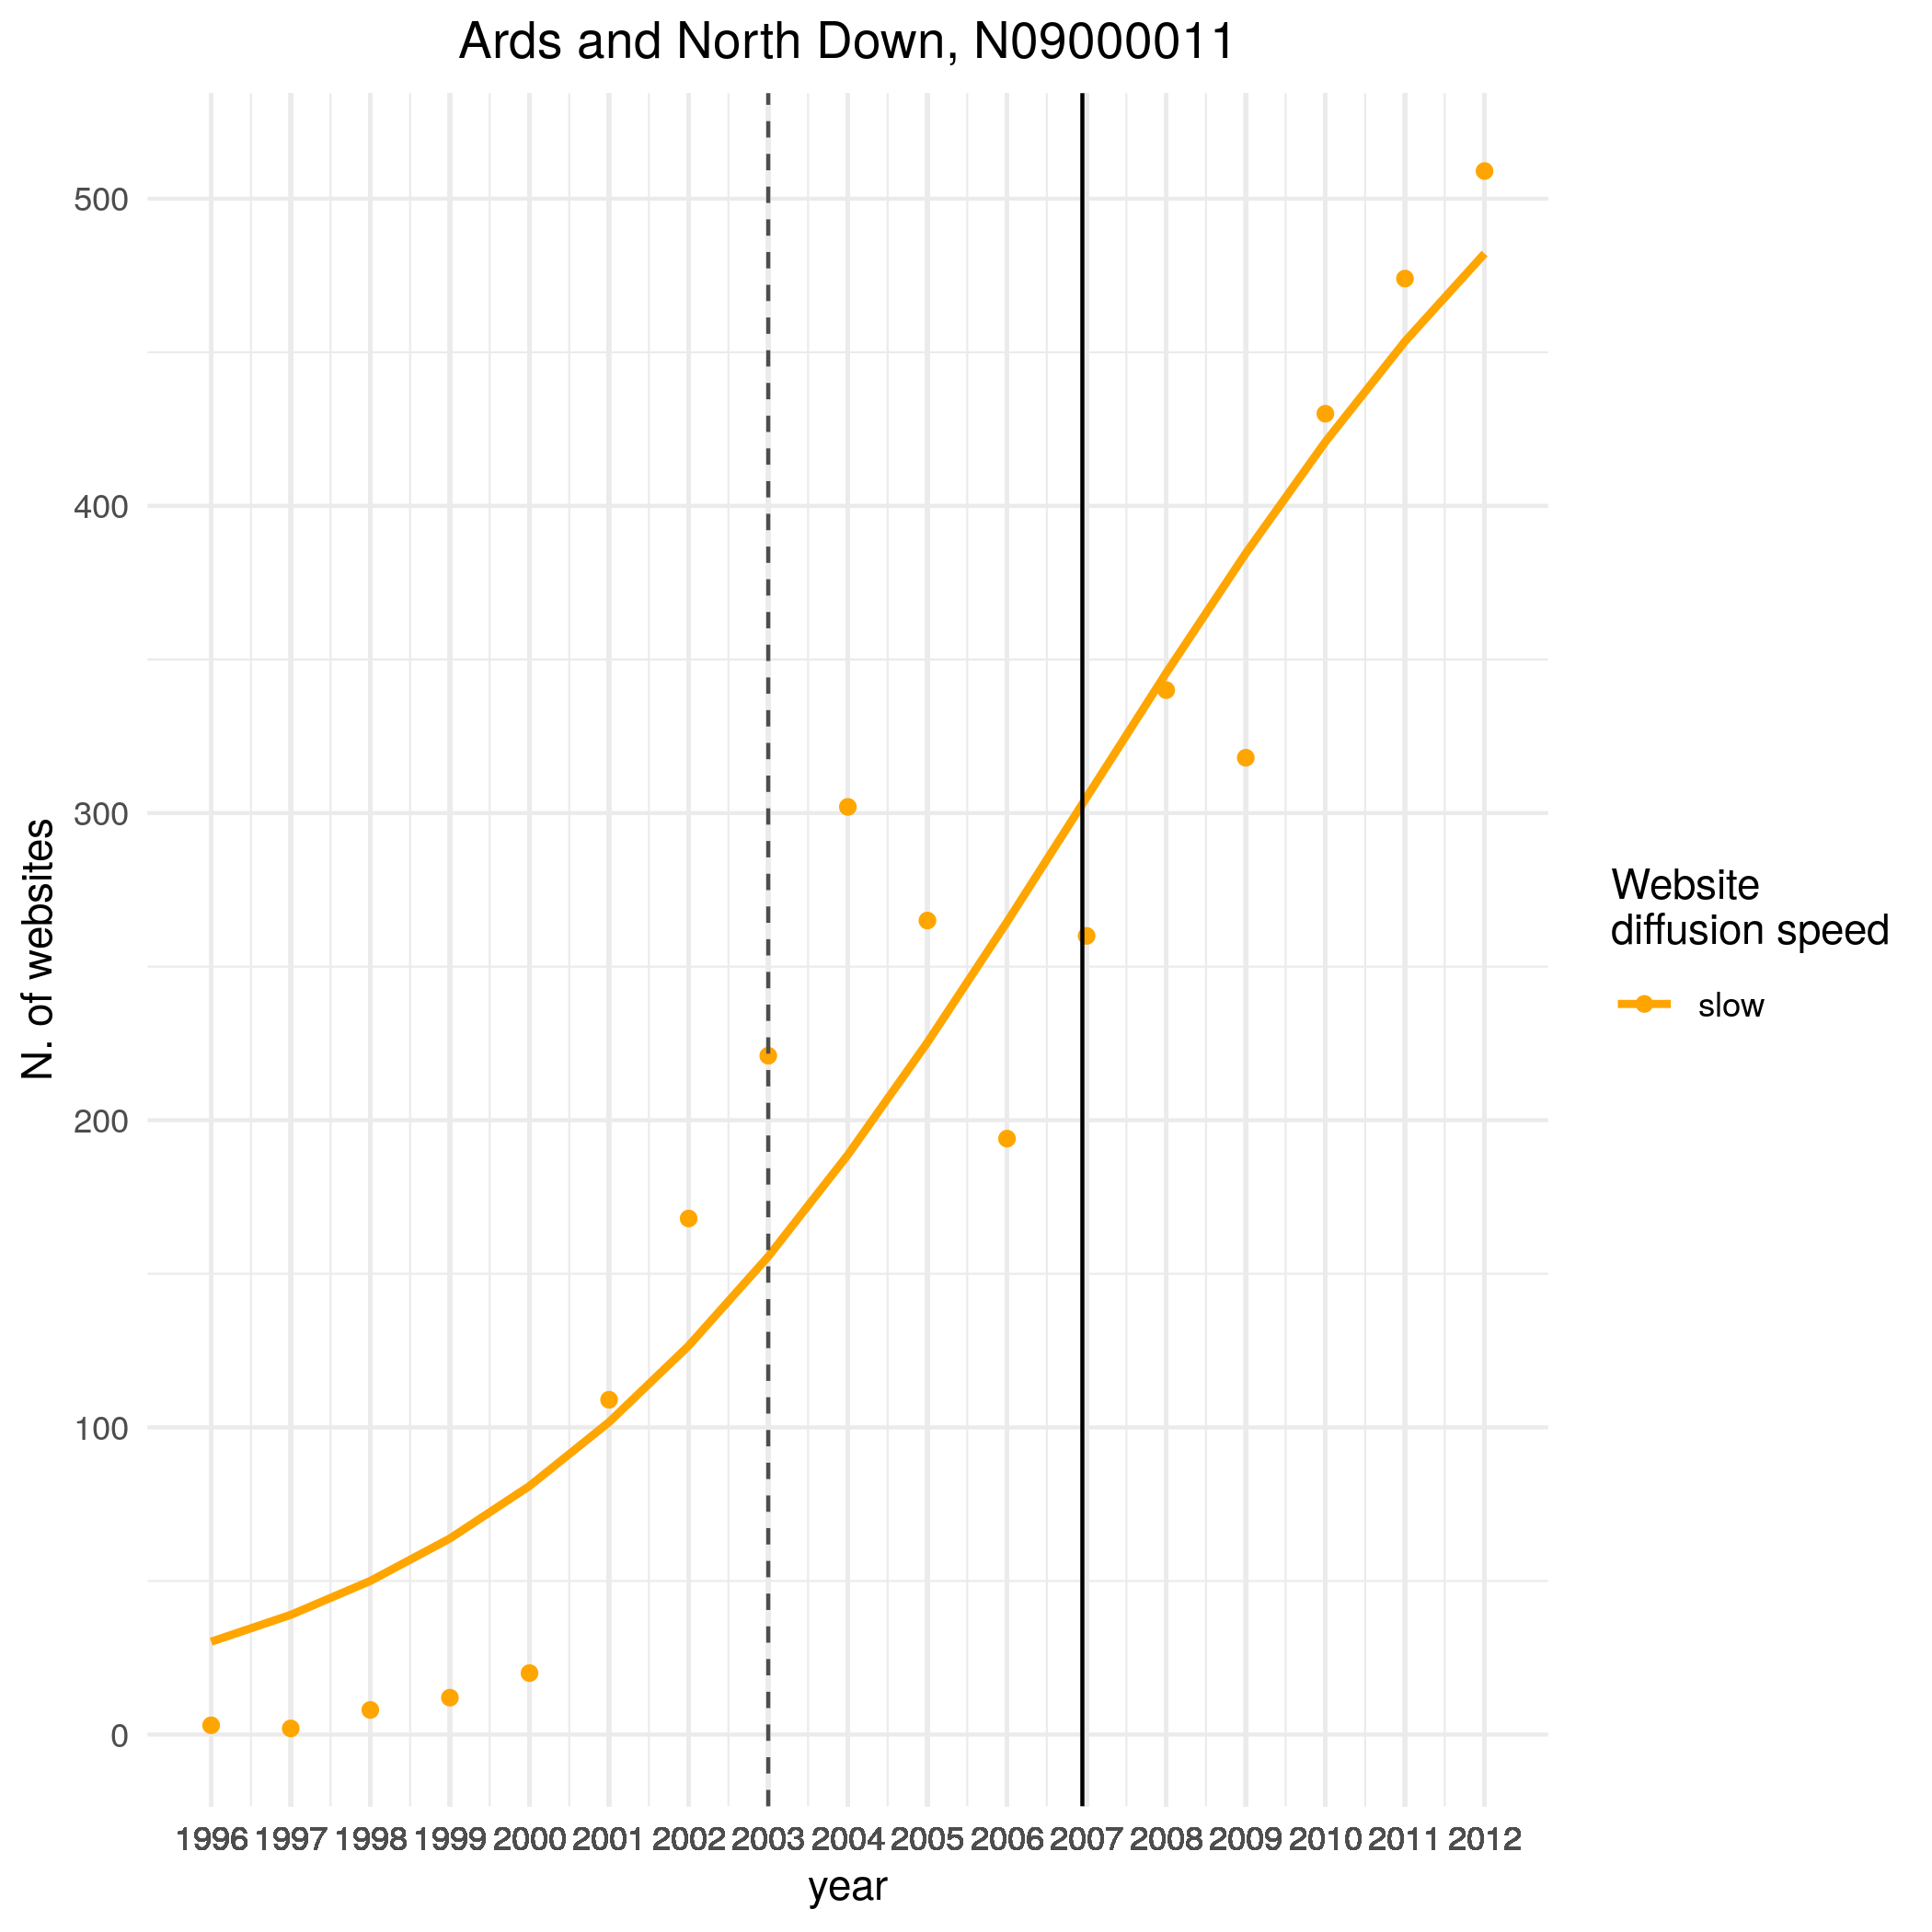 Ards and North Down, N09000011
N. of websites
500
400
300
200
100
0
1996 1997 1998 1999 2000 2001 2002 2003 2004 2005 2006 2007 2008 2009 2010 2011 2012
year
Website
diffusion speed
slow